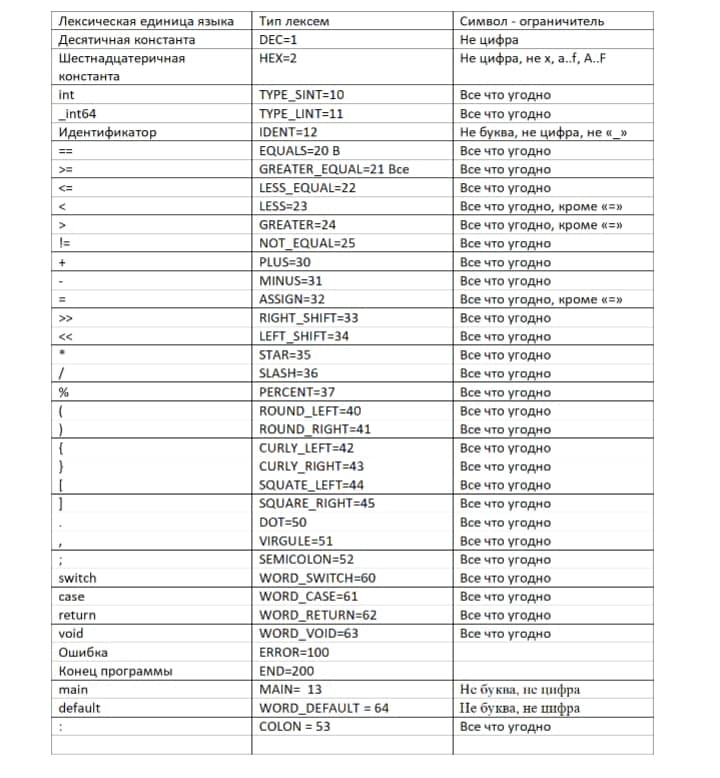 Лексическая единица языка Тип лексем Символ - ограничитель
Десятичная константа DEC=1 Не цифра
Шестнадцатеричная HEX=2 Не цифра, не x, a..f, A..F
константа
int TYPE_SINT=10 Все что угодно
_int64 TYPE_LINT=11 Все что угодно
Идентификатор IDENT=12 Не буква, не цифра, не «_»
== EQUALS=20 В Все что угодно
>= GREATER_EQUAL=21 Все Все что угодно
<= LESS_EQUAL=22 Все что угодно
< LESS=23 Все что угодно, кроме «=»
> GREATER=24 Все что угодно, кроме «=»
!= NOT_EQUAL=25 Все что угодно
+ PLUS=30 Все что угодно
- MINUS=31 Все что угодно
= ASSIGN=32 Все что угодно, кроме «=»
>> RIGHT_SHIFT=33 Все что угодно
<< LEFT_SHIFT=34 Все что угодно
* STAR=35 Все что угодно
/ SLASH=36 Все что угодно
% PERCENT=37 Все что угодно
( ROUND_LEFT=40 Все что угодно
) ROUND_RIGHT=41 Все что угодно
{ CURLY_LEFT=42 Все что угодно
} CURLY_RIGHT=43 Все что угодно
[ SQUATE_LEFT=44 Все что угодно
] SQUARE_RIGHT=45 Все что угодно
. DOT=50 Все что угодно
, VIRGULE=51 Все что угодно
; SEMICOLON=52 Все что угодно
switch WORD_SWITCH=60 Все что угодно
case WORD_CASE=61 Все что угодно
return WORD_RETURN=62 Все что угодно
void WORD_VOID=63 Все что угодно
Ошибка ERROR=100
Конец программы END=200
main MAIN= 13 Не буква, не цифра
default WORD_DEFAULT = 64 Не буква, не цифра
: COLON = 53 Все что угодно